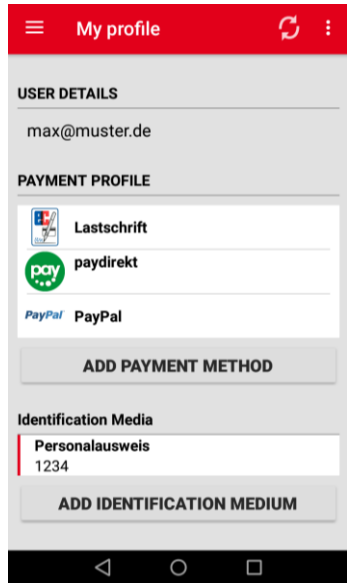 My profile
USER DETAILS
max@muster.de
PAYMENT PROFILE
Lastschrift
pay
paydirekt
PayPal PayPal
ADD PAYMENT METHOD
Identification Media
Personalausweis
1234
ADD IDENTIFICATION MEDIUM